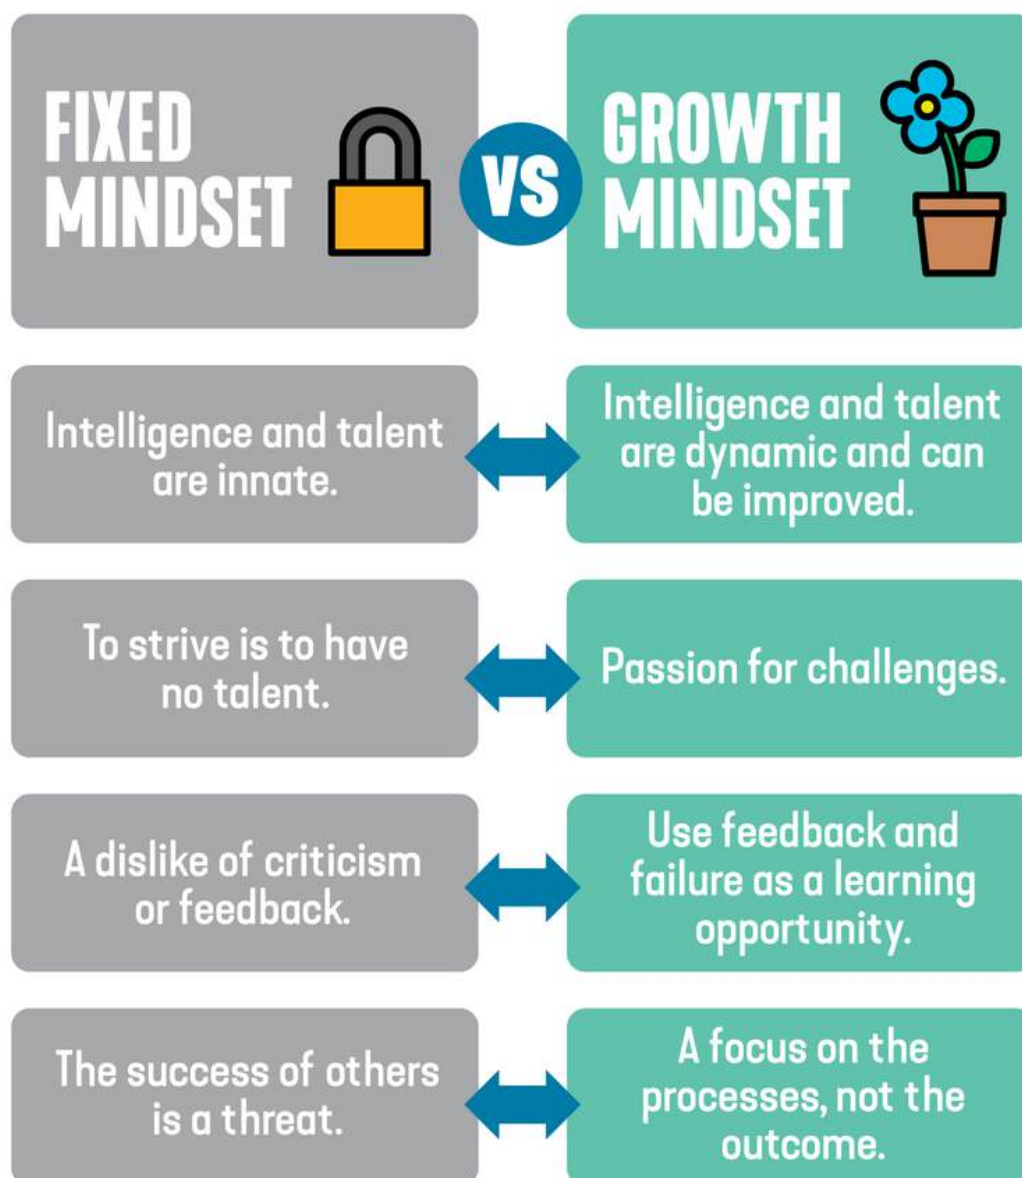 FIXED
MINDSET
VS
GROWTH
MINDSET
Intelligence and talent
are innate.
Intelligence and talent
are dynamic and can
be improved.
To strive is to have
no talent.
Passion for challenges.
A dislike of criticism
or feedback.
Use feedback and
failure as a learning
opportunity.
The success of others
is a threat.
A focus on the
processes, not the
outcome.